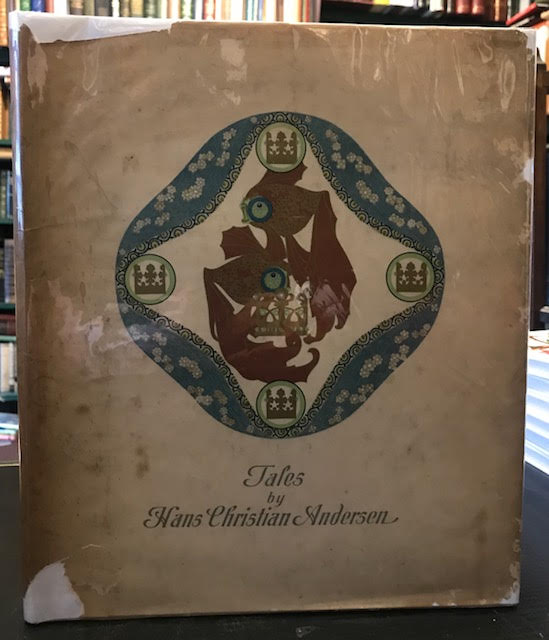 Tales
by
Hans Christian Andersen